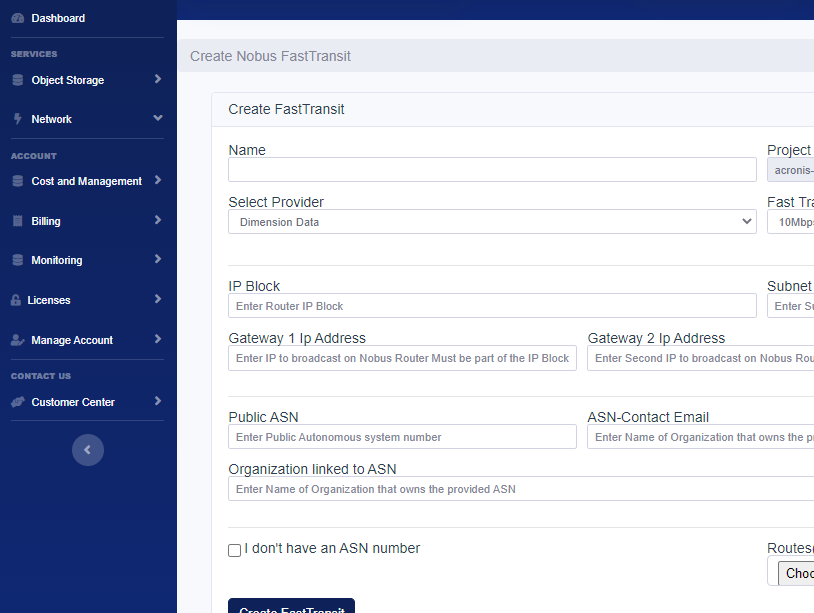 Dashboard
SERVICES
Object Storage
Network
ACCOUNT
Cost and Management
Billing
Monitoring
Licenses
Manage Account
CONTACT US
Customer Center
Create Nobus FastTransit
Create FastTransit
Name
Project
acronis-
Select Provider
Fast Tra
Dimension Data
10Mbps
IP Block
Subnet
Enter Router IP Block
Enter Su
Gateway 1 Ip Address
Gateway 2 Ip Address
Enter IP to broadcast on Nobus Router Must be part of the IP Block
Enter Second IP to broadcast on Nobus Rou
Public ASN
ASN-Contact Email
Enter Public Autonomous system number
Enter Name of Organization that owns the pr
Organization linked to ASN
Enter Name of Organization that owns the provided ASN
I don't have an ASN number
Routes(
Choo
Create FastTransit